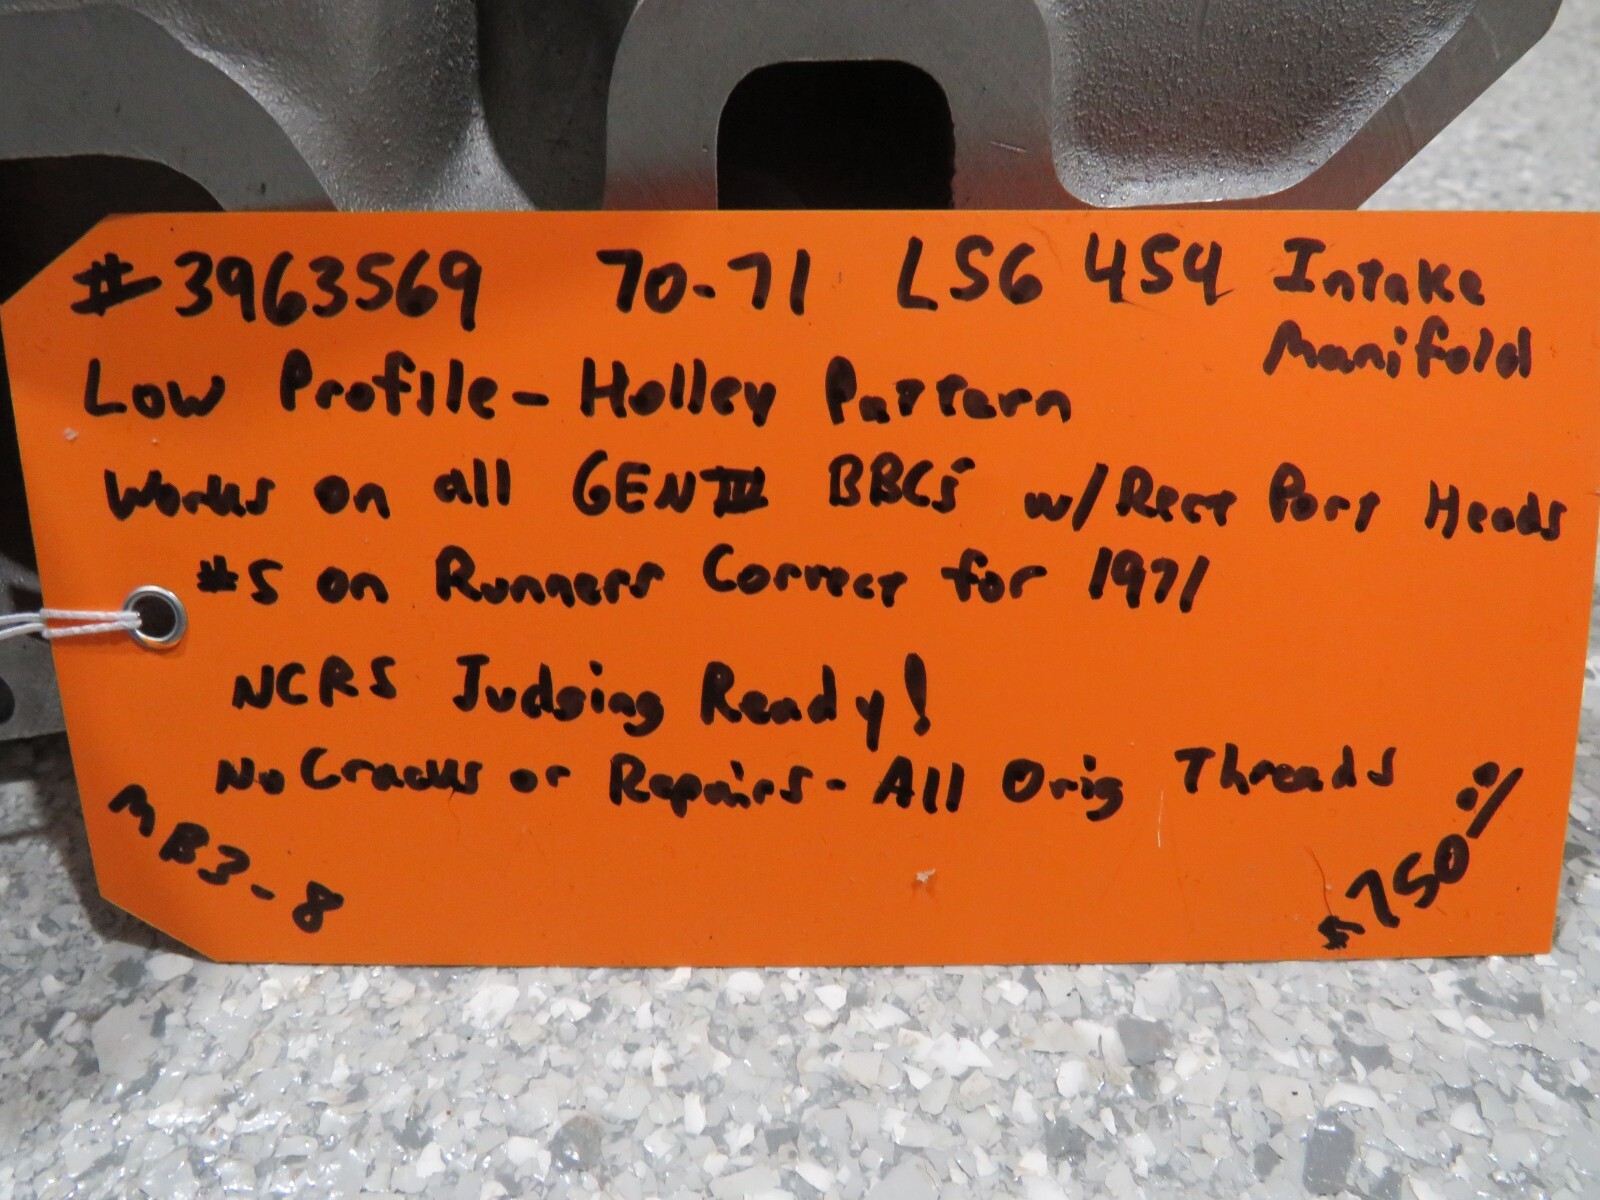 #3963569 70-71 LS6 454 Intake
Manifold
Low Profile - Holley Pattern
Works on all GEN IV BBC's w/Rect Port Heads
#5 on Runners Correct for 1971
NCRS Judging Ready!
No Cracks or Repairs - All Orig Threads
MB3-8
$750.00/